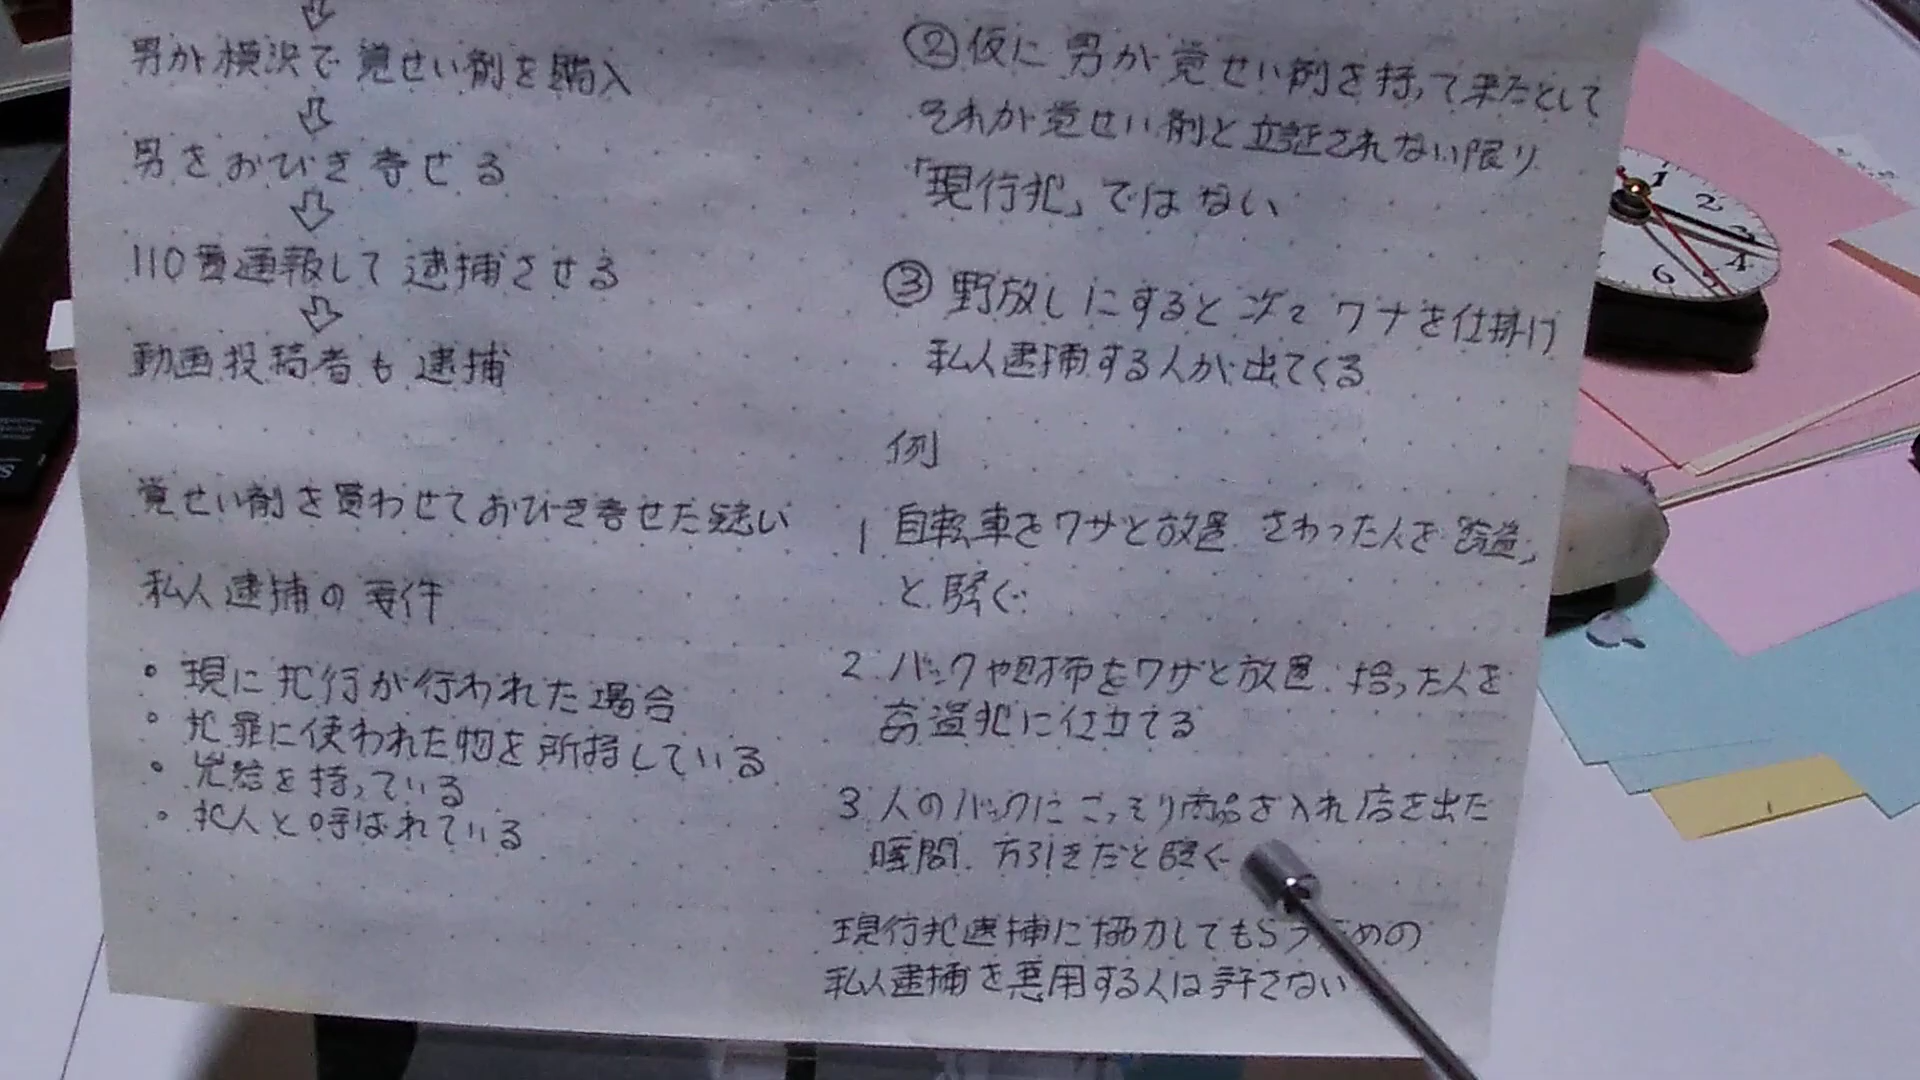 男が横浜で覚せい剤を購入
⇩
男をおびき寄せる
⇩
110番通報して逮捕させる
⇩
動画投稿者も逮捕
覚せい剤を買わせておびき寄せた疑い
私人逮捕の要件
• 現に犯行が行われた場合
• 犯罪に使われた物を所持している
• 凶器を持っている
• 犯人と呼ばれている
②仮に男が覚せい剤を持って来たとして
それが覚せい剤と立証されない限り
「現行犯」ではない
③野放しにすると次々ワナを仕掛け
私人逮捕する人が出てくる
例
1 自転車をワザと放置 さわった人を「窃盗」
と騒ぐ
2 バックや財布をワザと放置 拾った人を
窃盗犯に仕立てる
3 人のバックにこっそり商品を入れ店を出た
瞬間 万引きだと騒ぐ
現行犯逮捕に協力してもらうための
私人逮捕を悪用する人は許さない
1
2
3
4
5
6